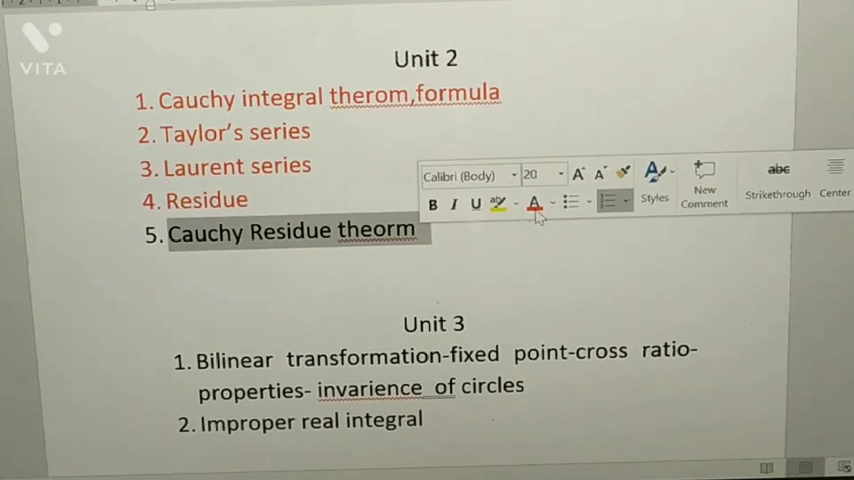 VITA
Unit 2
1. Cauchy integral therom,formula
2. Taylor's series
3. Laurent series
4. Residue
5. Cauchy Residue theorm
Calibri (Body) 20
B I U
Styles
New Comment
Strikethrough
Center
Unit 3
1. Bilinear transformation-fixed point-cross ratio-
properties- invarience of circles
2. Improper real integral